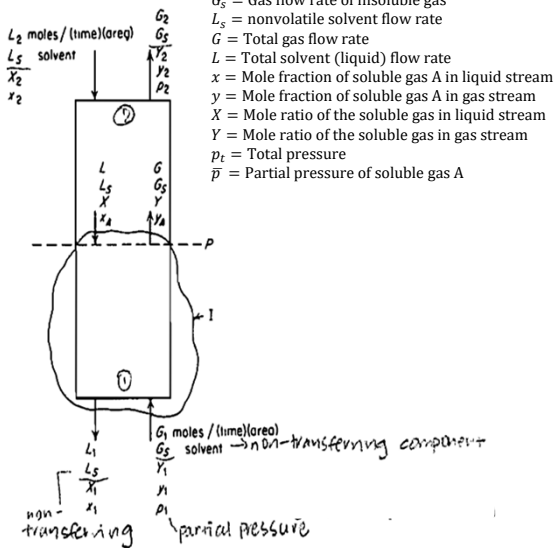 G₂
L₂ moles / (time)(area)
Gₛ
Lₛ solvent
Y₂
X₂
y₂
x₂
p₂
②
Gₛ = Gas flow rate of insoluble gas
Lₛ = nonvolatile solvent flow rate
G = Total gas flow rate
L = Total solvent (liquid) flow rate
x = Mole fraction of soluble gas A in liquid stream
y = Mole fraction of soluble gas A in gas stream
X = Mole ratio of the soluble gas in liquid stream
Y = Mole ratio of the soluble gas in gas stream
pₜ = Total pressure
p̅ = Partial pressure of soluble gas A
L G
Lₛ Gₛ
X Y
x_A y_A
P
I
①
G₁ moles / (time)(area)
L₁ Gₛ solvent → non-transferring component
Lₛ Y₁
X₁ y₁
non- x₁ p₁
transferring partial pressure